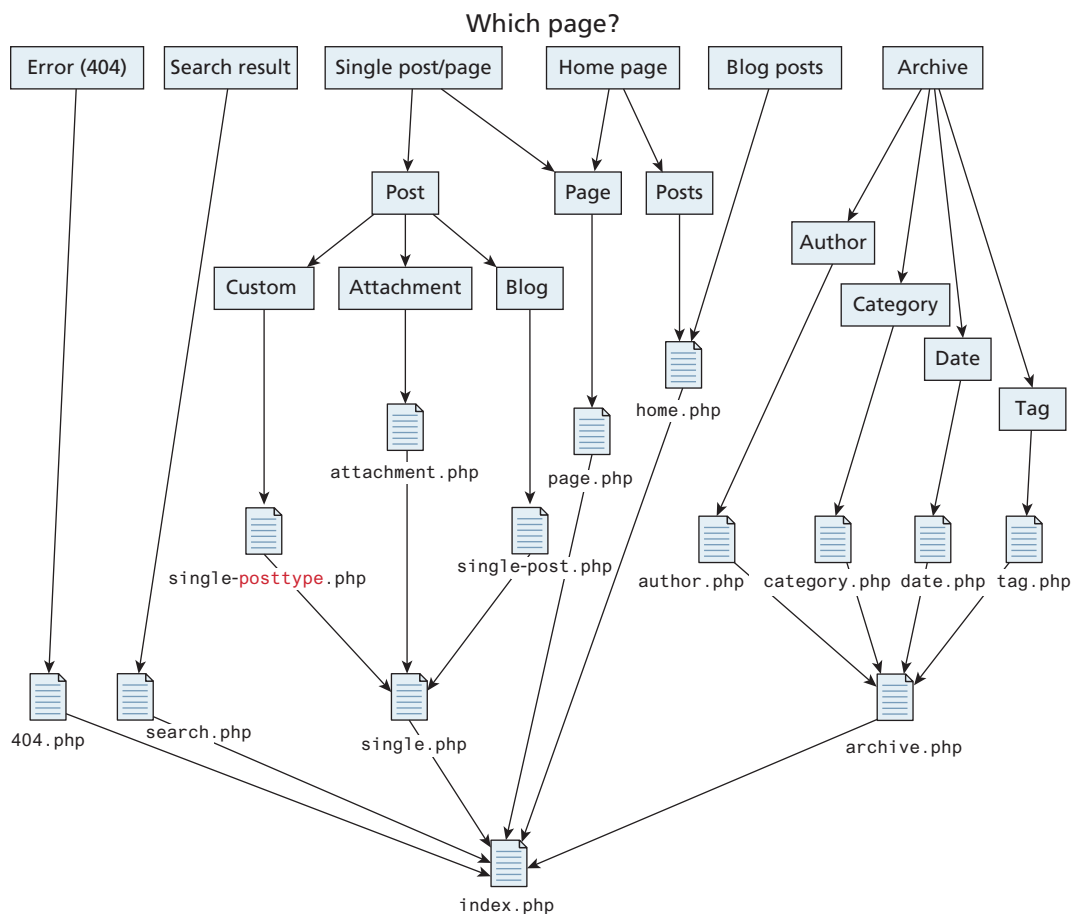 Which page?
Error (404)
Search result
Single post/page
Home page
Blog posts
Archive
Post
Page
Posts
Author
Custom
Attachment
Blog
Category
Date
Tag
home.php
attachment.php
page.php
single-posttype.php
single-post.php
author.php
category.php
date.php
tag.php
404.php
search.php
single.php
archive.php
index.php